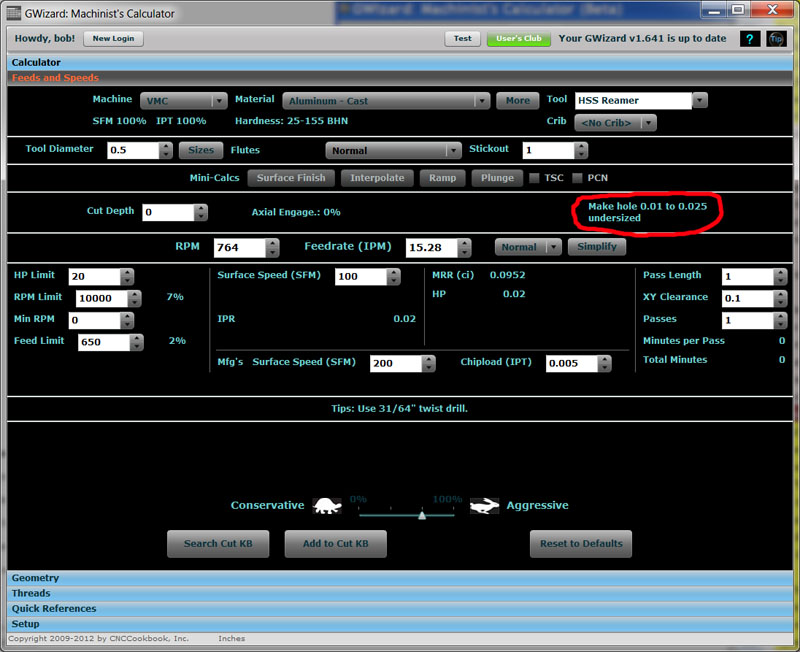 GWizard: Machinist's Calculator
GWizard: Machinist's Calculator (Beta)
Howdy, bob! New Login Test User's Club Your GWizard v1.641 is up to date ? Tip
Calculator
Feeds and Speeds
Machine VMC Material Aluminum - Cast More Tool HSS Reamer
SFM 100% IPT 100% Hardness: 25-155 BHN Crib <No Crib>
Tool Diameter 0.5 Sizes Flutes Normal Stickout 1
Mini-Calcs Surface Finish Interpolate Ramp Plunge TSC PCN
Cut Depth 0 Axial Engage.: 0% Make hole 0.01 to 0.025
undersized
RPM 764 Feedrate (IPM) 15.28 Normal Simplify
HP Limit 20 Surface Speed (SFM) 100 MRR (ci) 0.0952 Pass Length 1
RPM Limit 10000 7% HP 0.02 XY Clearance 0.1
Min RPM 0 IPR 0.02 Passes 1
Feed Limit 650 2% Minutes per Pass 0
Mfg's Surface Speed (SFM) 200 Chipload (IPT) 0.005 Total Minutes 0
Tips: Use 31/64" twist drill.
0% 100%
Conservative Aggressive
Search Cut KB Add to Cut KB Reset to Defaults
Geometry
Threads
Quick References
Setup
Copyright 2009-2012 by CNCCookbook, Inc. Inches